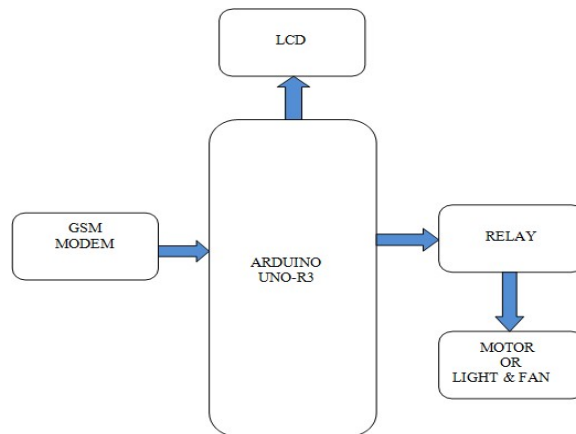 LCD
GSM
MODEM
ARDUINO
UNO-R3
RELAY
MOTOR
OR
LIGHT & FAN